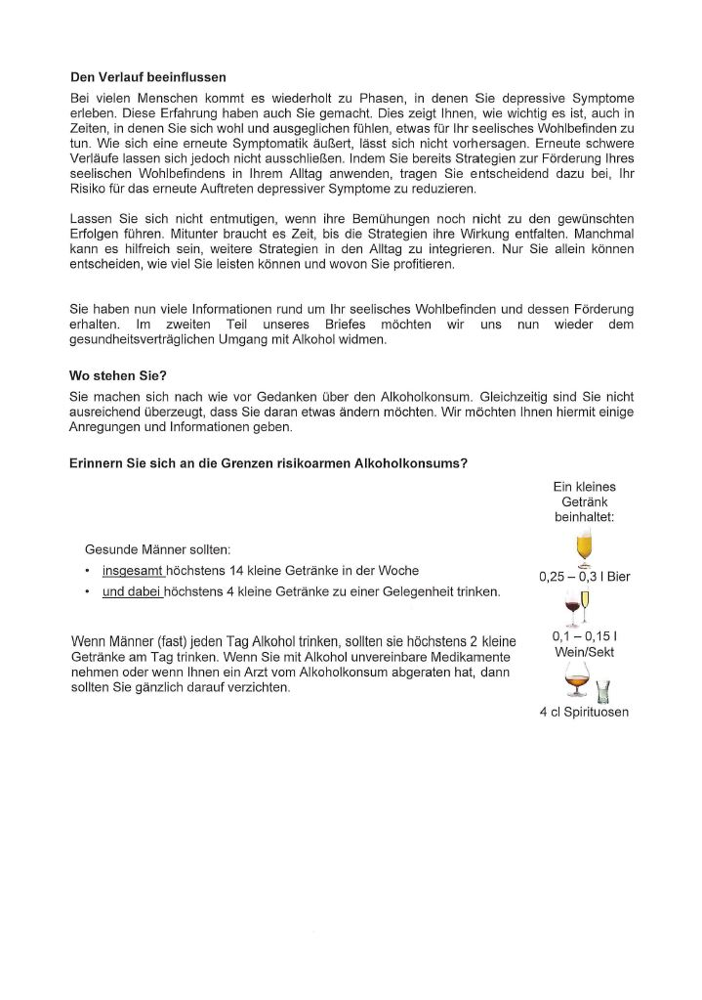 Den Verlauf beeinflussen
Bei vielen Menschen kommt es wiederholt zu Phasen, in denen Sie depressive Symptome
erleben. Diese Erfahrung haben auch Sie gemacht. Dies zeigt Ihnen, wie wichtig es ist, auch in
Zeiten, in denen Sie sich wohl und ausgeglichen fühlen, etwas für Ihr seelisches Wohlbefinden zu
tun. Wie sich eine erneute Symptomatik äußert, lässt sich nicht vorhersagen. Erneute schwere
Verläufe lassen sich jedoch nicht ausschließen. Indem Sie bereits Strategien zur Förderung Ihres
seelischen Wohlbefindens in Ihrem Alltag anwenden, tragen Sie entscheidend dazu bei, Ihr
Risiko für das erneute Auftreten depressiver Symptome zu reduzieren.
Lassen Sie sich nicht entmutigen, wenn ihre Bemühungen noch nicht zu den gewünschten
Erfolgen führen. Mitunter braucht es Zeit, bis die Strategien ihre Wirkung entfalten. Manchmal
kann es hilfreich sein, weitere Strategien in den Alltag zu integrieren. Nur Sie allein können
entscheiden, wie viel Sie leisten können und wovon Sie profitieren.
Sie haben nun viele Informationen rund um Ihr seelisches Wohlbefinden und dessen Förderung
erhalten. Im zweiten Teil unseres Briefes möchten wir uns nun wieder dem
gesundheitsverträglichen Umgang mit Alkohol widmen.
Wo stehen Sie?
Sie machen sich nach wie vor Gedanken über den Alkoholkonsum. Gleichzeitig sind Sie nicht
ausreichend überzeugt, dass Sie daran etwas ändern möchten. Wir möchten Ihnen hiermit einige
Anregungen und Informationen geben.
Erinnern Sie sich an die Grenzen risikoarmen Alkoholkonsums?
Gesunde Männer sollten:
• insgesamt höchstens 14 kleine Getränke in der Woche
• und dabei höchstens 4 kleine Getränke zu einer Gelegenheit trinken.
Wenn Männer (fast) jeden Tag Alkohol trinken, sollten sie höchstens 2 kleine
Getränke am Tag trinken. Wenn Sie mit Alkohol unvereinbare Medikamente
nehmen oder wenn Ihnen ein Arzt vom Alkoholkonsum abgeraten hat, dann
sollten Sie gänzlich darauf verzichten.
Ein kleines
Getränk
beinhaltet:
0,25 – 0,3 l Bier
0,1 – 0,15 l
Wein/Sekt
4 cl Spirituosen